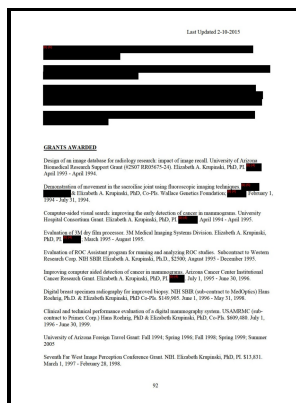 Last Updated 2-10-2015
GRANTS AWARDED
Design of an image database for radiology research: impact of image recall. University of Arizona
Biomedical Research Support Grant (#2S07 RR05675-24). Elizabeth A. Krupinski, PhD, PI.
April 1993 - April 1994.
Demonstration of movement in the sacroiliac joint using fluoroscopic imaging techniques.
& Elizabeth A. Krupinski, PhD, Co-PIs. Wallace Genetics Foundation; February 1,
1994 - July 31, 1994.
Computer-aided visual search: improving the early detection of cancer in mammograms. University
Hospital Consortium Grant. Elizabeth A. Krupinski, PhD, PI. April 1994 - April 1995.
Evaluation of 3M dry film processor. 3M Medical Imaging Systems Division. Elizabeth A. Krupinski,
PhD, PI. March 1995 - August 1995.
Evaluation of ROC Assistant program for running and analyzing ROC studies. Subcontract to Western
Research Corp. NIH SBIR Elizabeth A. Krupinski, Ph.D., $2500; August 1995 - December 1995.
Improving computer aided detection of cancer in mammograms. Arizona Cancer Center Institutional
Cancer Research Grant. Elizabeth A. Krupinski, PhD, PI. July 1, 1995 - June 30, 1996.
Digital breast specimen radiography for improved biopsy. NIH SBIR (sub-contract to MedOptics) Hans
Roehrig, Ph.D. & Elizabeth Krupinski, PhD Co-PIs. $149,905. June 1, 1996 - May 31, 1998.
Clinical and technical performance evaluation of a digital mammography system. USAMRMC (sub-
contract to Primex Corp.) Hans Roehrig, PhD & Elizabeth Krupinski, PhD, Co-PIs. $609,480. July 1,
1996 - June 30, 1999.
University of Arizona Foreign Travel Grant: Fall 1994; Spring 1996; Fall 1998; Spring 1999; Summer
2005
Seventh Far West Image Perception Conference Grant. NIH. Elizabeth Krupinski, PhD, PI. $13,831.
March 1, 1997 - February 28, 1998.
92